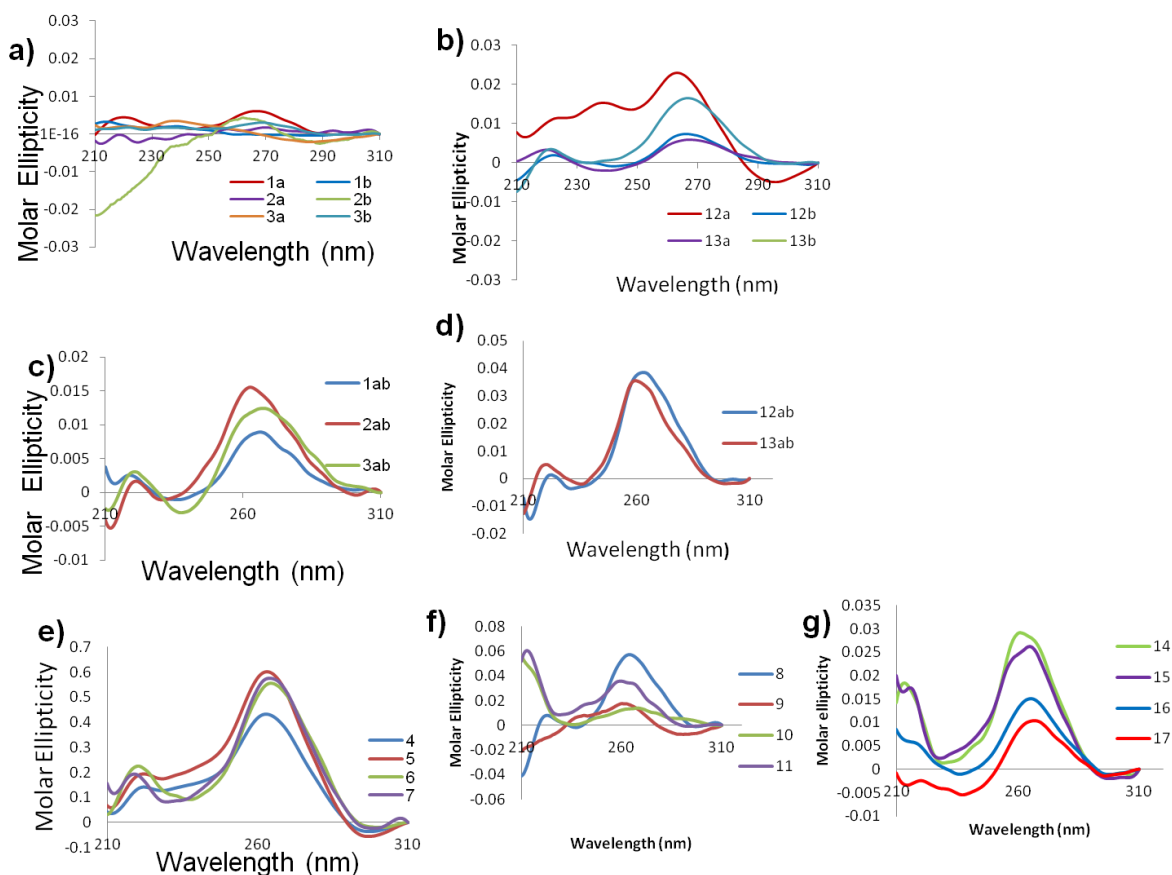 a)
0.03
0.02
0.01
1E-16
-0.01
-0.02
-0.03
210 230 250 270 290 310
1a 1b
2a 2b
3a 3b
Molar Ellipticity
Wavelength (nm)
b)
0.03
0.02
0.01
0
-0.01
-0.02
-0.03
210 230 250 270 290 310
12a 12b
13a 13b
Molar Ellipticity
Wavelength (nm)
c)
0.02
0.015
0.01
0.005
0
-0.005
-0.01
210 260 310
1ab
2ab
3ab
Molar Ellipticity
Wavelength (nm)
d)
0.05
0.04
0.03
0.02
0.01
0
-0.01
-0.02
210 260 310
12ab
13ab
Molar Ellipticity
Wavelength (nm)
e)
0.7
0.6
0.5
0.4
0.3
0.2
0.1
0
-0.1
210 260 310
4
5
6
7
Molar Ellipticity
Wavelength (nm)
f)
0.08
0.06
0.04
0.02
0
-0.02
-0.04
-0.06
210 260 310
8
9
10
11
Molar Ellipticity
Wavelength (nm)
g)
0.035
0.03
0.025
0.02
0.015
0.01
0.005
0
-0.005
-0.01
210 260 310
14
15
16
17
Molar ellipticity
Wavelength (nm)